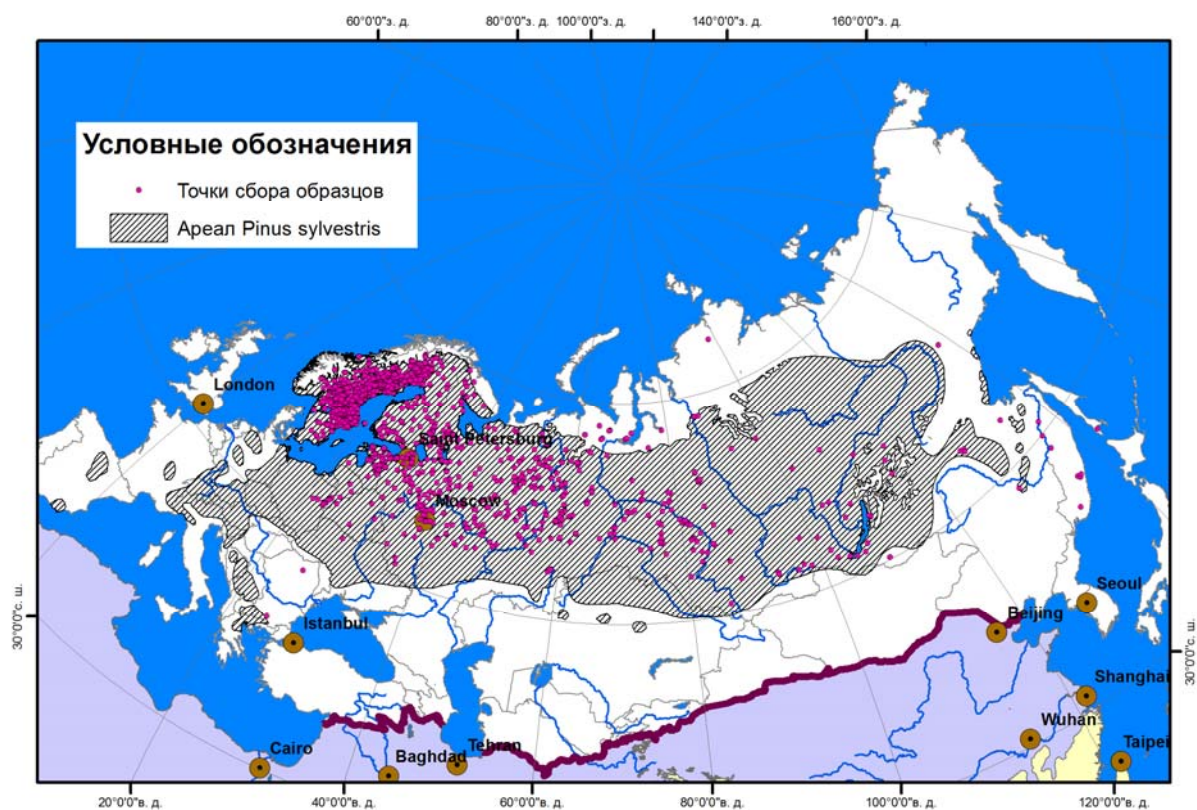 60°0'0"з. д. 80°0'0"з. д. 100°0'0"з. д. 140°0'0"з. д. 160°0'0"з. д.
Условные обозначения
Точки сбора образцов
Ареал Pinus sylvestris
London
Saint Petersburg
Moscow
Seoul
Istanbul
Beijing
30°0'0"с. ш.
30°0'0"с. ш.
Shanghai
Wuhan
Cairo
Baghdad
Tehran
Taipei
20°0'0"в. д. 40°0'0"в. д. 60°0'0"в. д. 80°0'0"в. д. 100°0'0"в. д. 120°0'0"в. д.